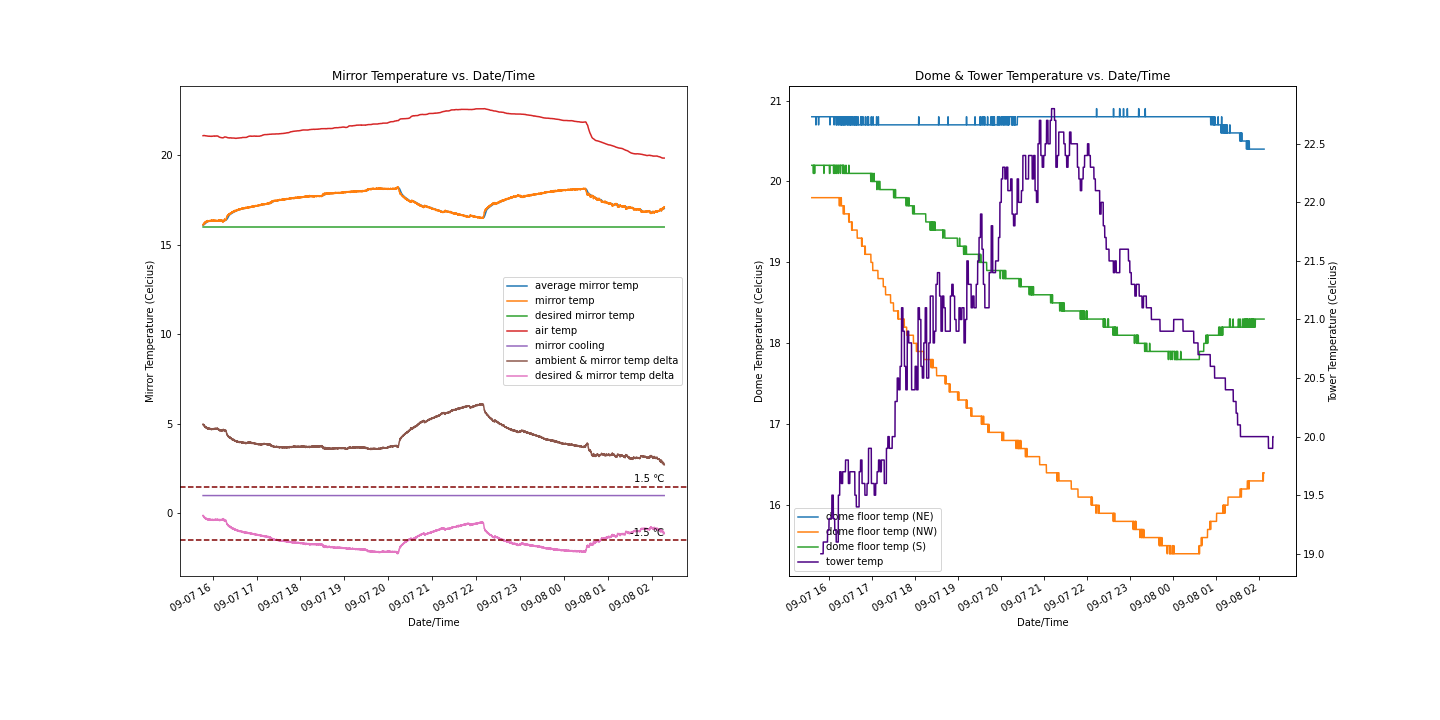 Mirror Temperature vs. Date/Time
Mirror Temperature (Celcius)
20
15
10
5
0
average mirror temp
mirror temp
desired mirror temp
air temp
mirror cooling
ambient & mirror temp delta
desired & mirror temp delta
1.5 °C
-1.5 °C
09-07 16
09-07 17
09-07 18
09-07 19
09-07 20
09-07 21
09-07 22
09-07 23
09-08 00
09-08 01
09-08 02
Date/Time
Dome & Tower Temperature vs. Date/Time
Dome Temperature (Celcius)
21
20
19
18
17
16
dome floor temp (NE)
dome floor temp (NW)
dome floor temp (S)
tower temp
22.5
22.0
21.5
21.0
20.5
20.0
19.5
19.0
Tower Temperature (Celcius)
09-07 16
09-07 17
09-07 18
09-07 19
09-07 20
09-07 21
09-07 22
09-07 23
09-08 00
09-08 01
09-08 02
Date/Time